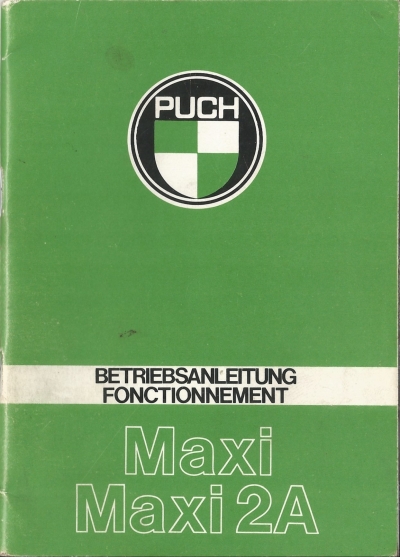 PUCH
BETRIEBSANLEITUNG
FONCTIONNEMENT
Maxi
Maxi 2A